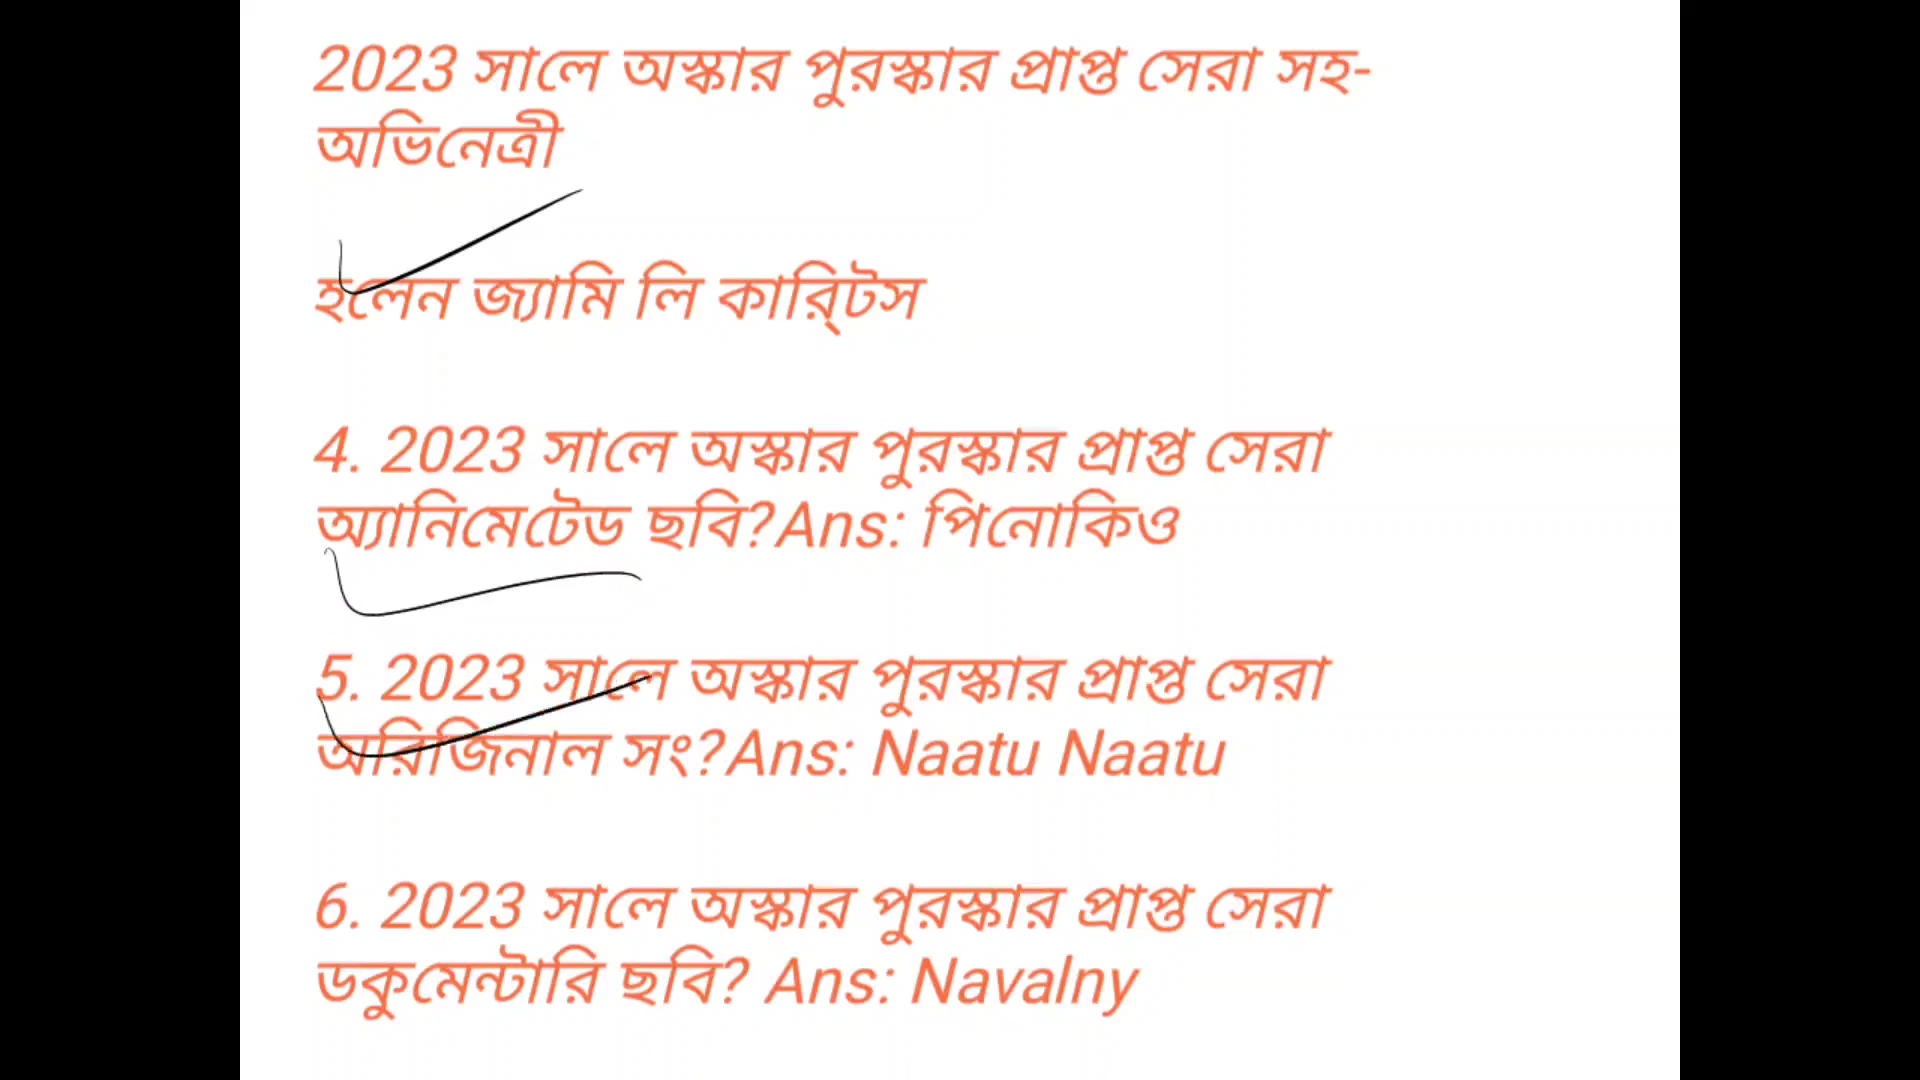 2023 সালে অস্কার পুরস্কার প্রাপ্ত সেরা সহ-
অভিনেত্রী
হলেন জ্যামি লি কার্িটস
4. 2023 সালে অস্কার পুরস্কার প্রাপ্ত সেরা
অ্যানিমেটেড ছবি?Ans: পিনোকিও
5. 2023 সালে অস্কার পুরস্কার প্রাপ্ত সেরা
অরিজিনাল সং?Ans: Naatu Naatu
6. 2023 সালে অস্কার পুরস্কার প্রাপ্ত সেরা
ডকুমেন্টারি ছবি? Ans: Navalny